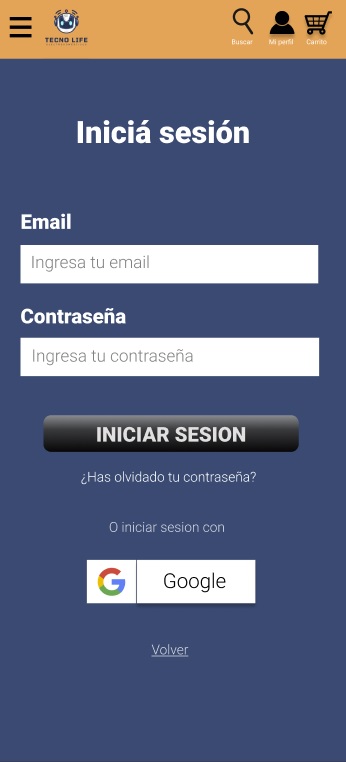 TECNO LIFE
Buscar
Mi perfil
Carrito
Iniciá sesión
Email
Ingresa tu email
Contraseña
Ingresa tu contraseña
INICIAR SESION
¿Has olvidado tu contraseña?
O iniciar sesion con
G Google
Volver